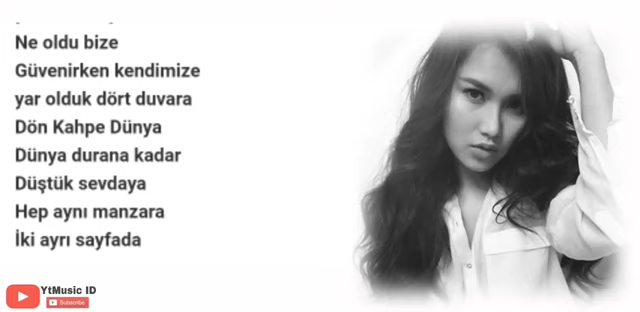 Ne oldu bize
Güvenirken kendimize
yar olduk dört duvara
Dön Kahpe Dünya
Dünya durana kadar
Düştük sevdaya
Hep aynı manzara
İki ayrı sayfada
YtMusic ID
Subscribe